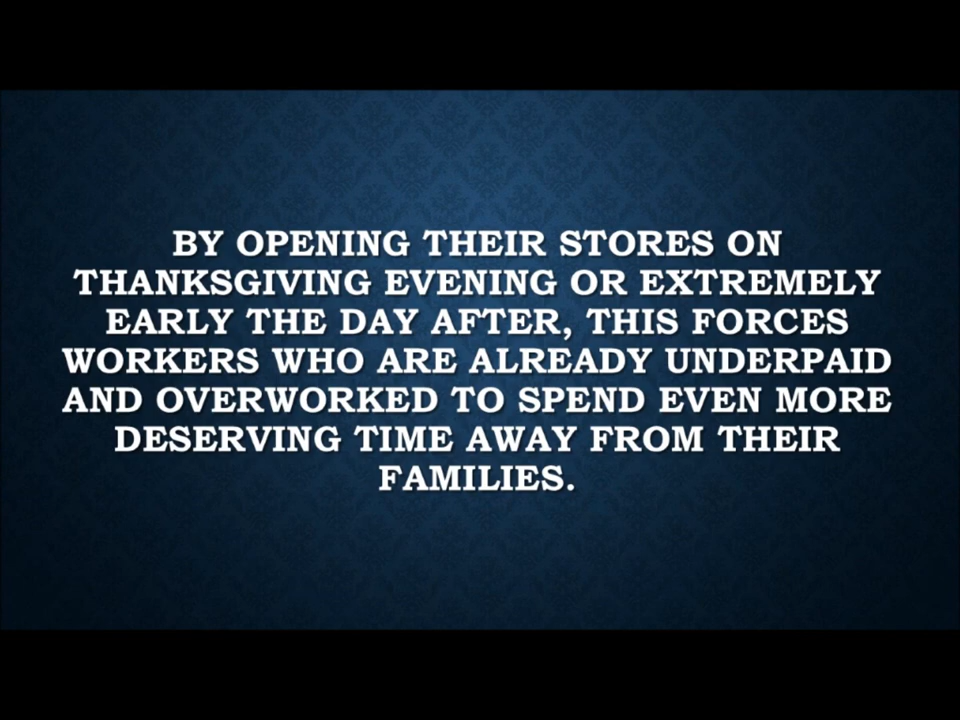 BY OPENING THEIR STORES ON
THANKSGIVING EVENING OR EXTREMELY
EARLY THE DAY AFTER, THIS FORCES
WORKERS WHO ARE ALREADY UNDERPAID
AND OVERWORKED TO SPEND EVEN MORE
DESERVING TIME AWAY FROM THEIR
FAMILIES.